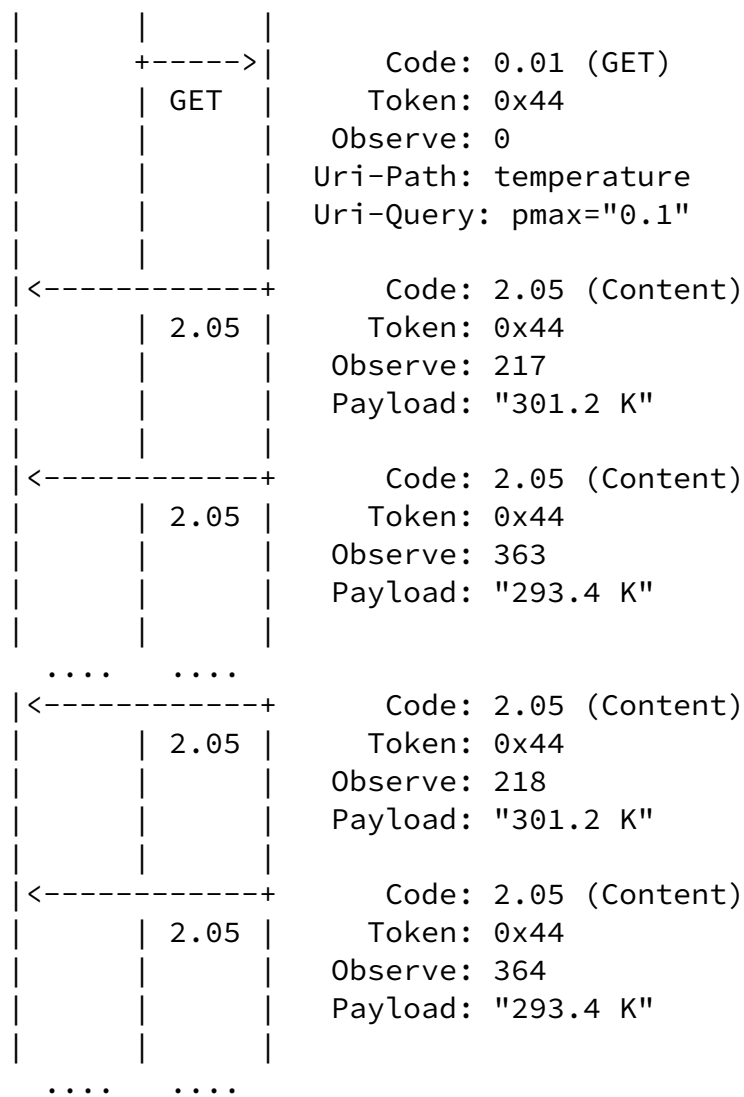 |       |       |
|       +----->|      Code: 0.01 (GET)
|       | GET   |     Token: 0x44
|       |       |   Observe: 0
|       |       |  Uri-Path: temperature
|       |       |  Uri-Query: pmax="0.1"
|       |       |
|<------------+      Code: 2.05 (Content)
|       | 2.05  |     Token: 0x44
|       |       |   Observe: 217
|       |       |   Payload: "301.2 K"
|       |       |
|<------------+      Code: 2.05 (Content)
|       | 2.05  |     Token: 0x44
|       |       |   Observe: 363
|       |       |   Payload: "293.4 K"
|       |       |
  ....    ....
|<------------+      Code: 2.05 (Content)
|       | 2.05  |     Token: 0x44
|       |       |   Observe: 218
|       |       |   Payload: "301.2 K"
|       |       |
|<------------+      Code: 2.05 (Content)
|       | 2.05  |     Token: 0x44
|       |       |   Observe: 364
|       |       |   Payload: "293.4 K"
|       |       |
  ....    ....